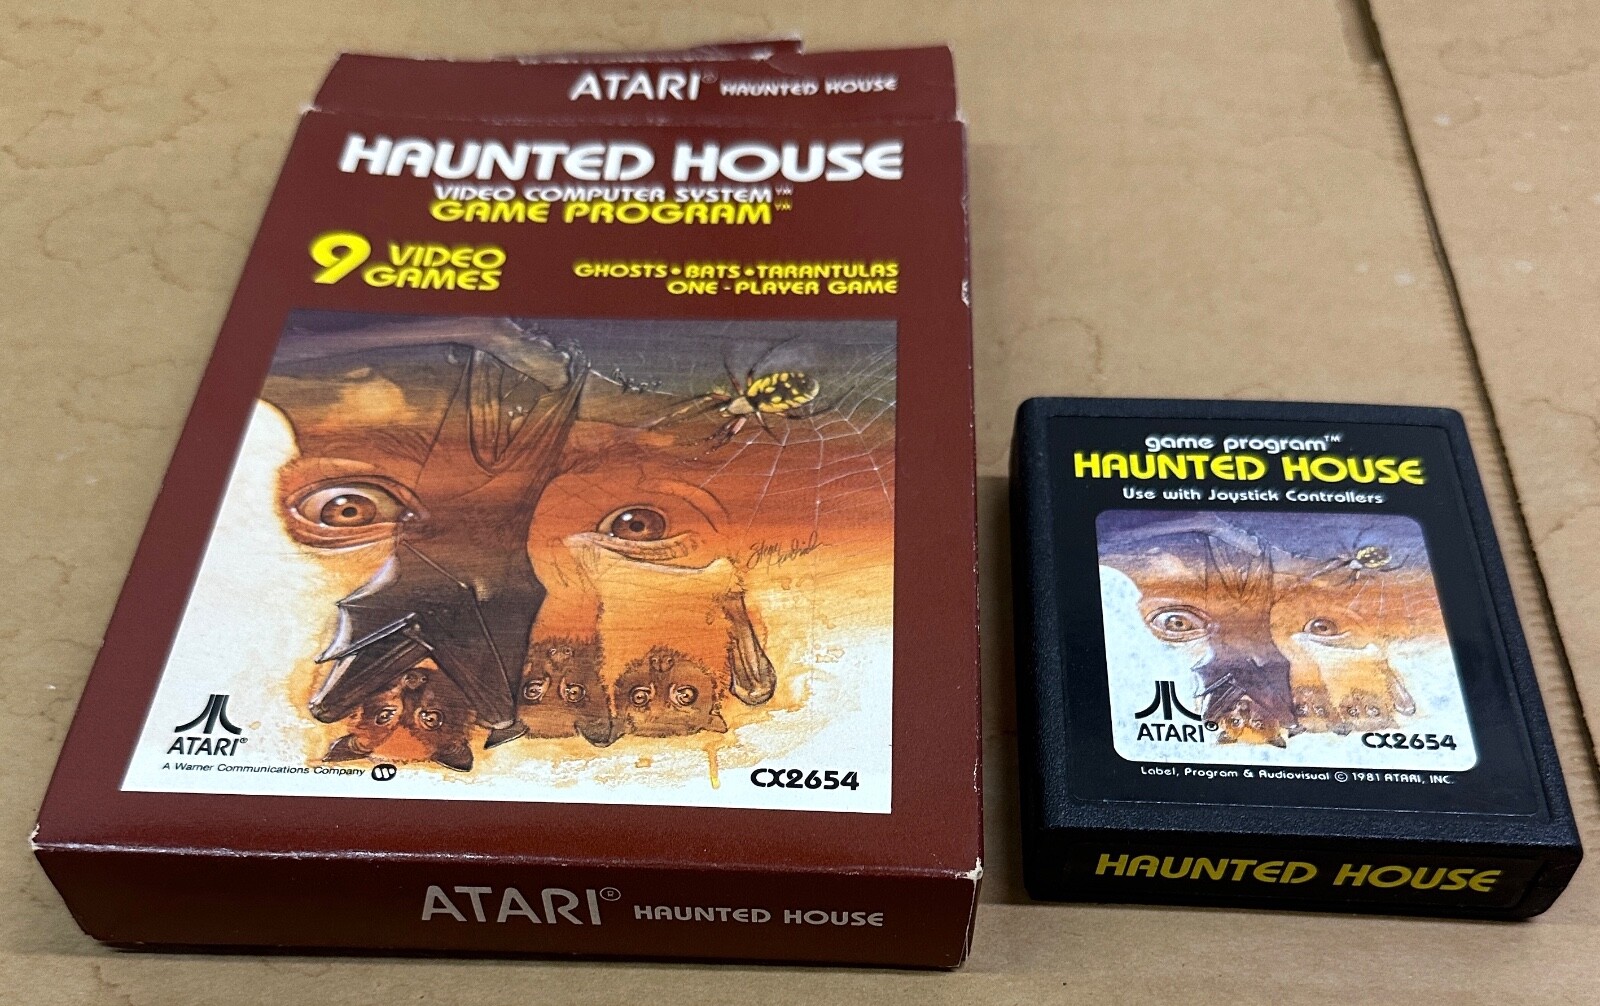 ATARI® HAUNTED HOUSE
HAUNTED HOUSE
VIDEO COMPUTER SYSTEM™
GAME PROGRAM™
9 VIDEO GAMES
GHOSTS • BATS • TARANTULAS
ONE - PLAYER GAME
ATARI®
A Warner Communications Company
CX2654
ATARI® HAUNTED HOUSE
game program™
HAUNTED HOUSE
Use with Joystick Controllers
ATARI®
CX2654
Label, Program & Audiovisual © 1981 ATARI, INC.
HAUNTED HOUSE